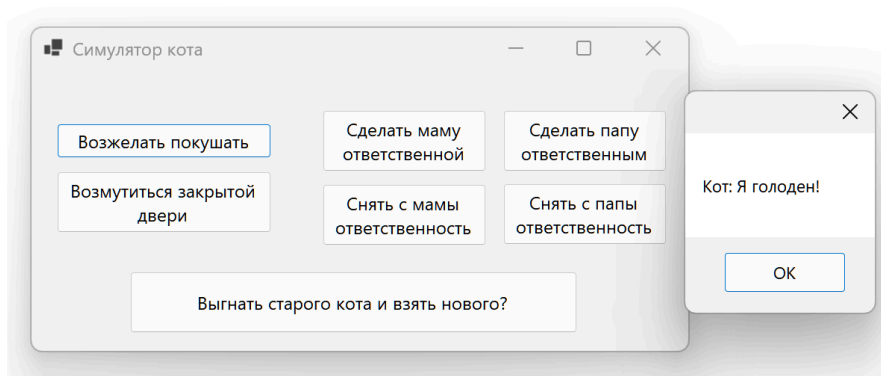 Симулятор кота
Возжелать покушать
Сделать маму
ответственной
Сделать папу
ответственным
Возмутиться закрытой
двери
Снять с мамы
ответственность
Снять с папы
ответственность
Выгнать старого кота и взять нового?
Кот: Я голоден!
ОК